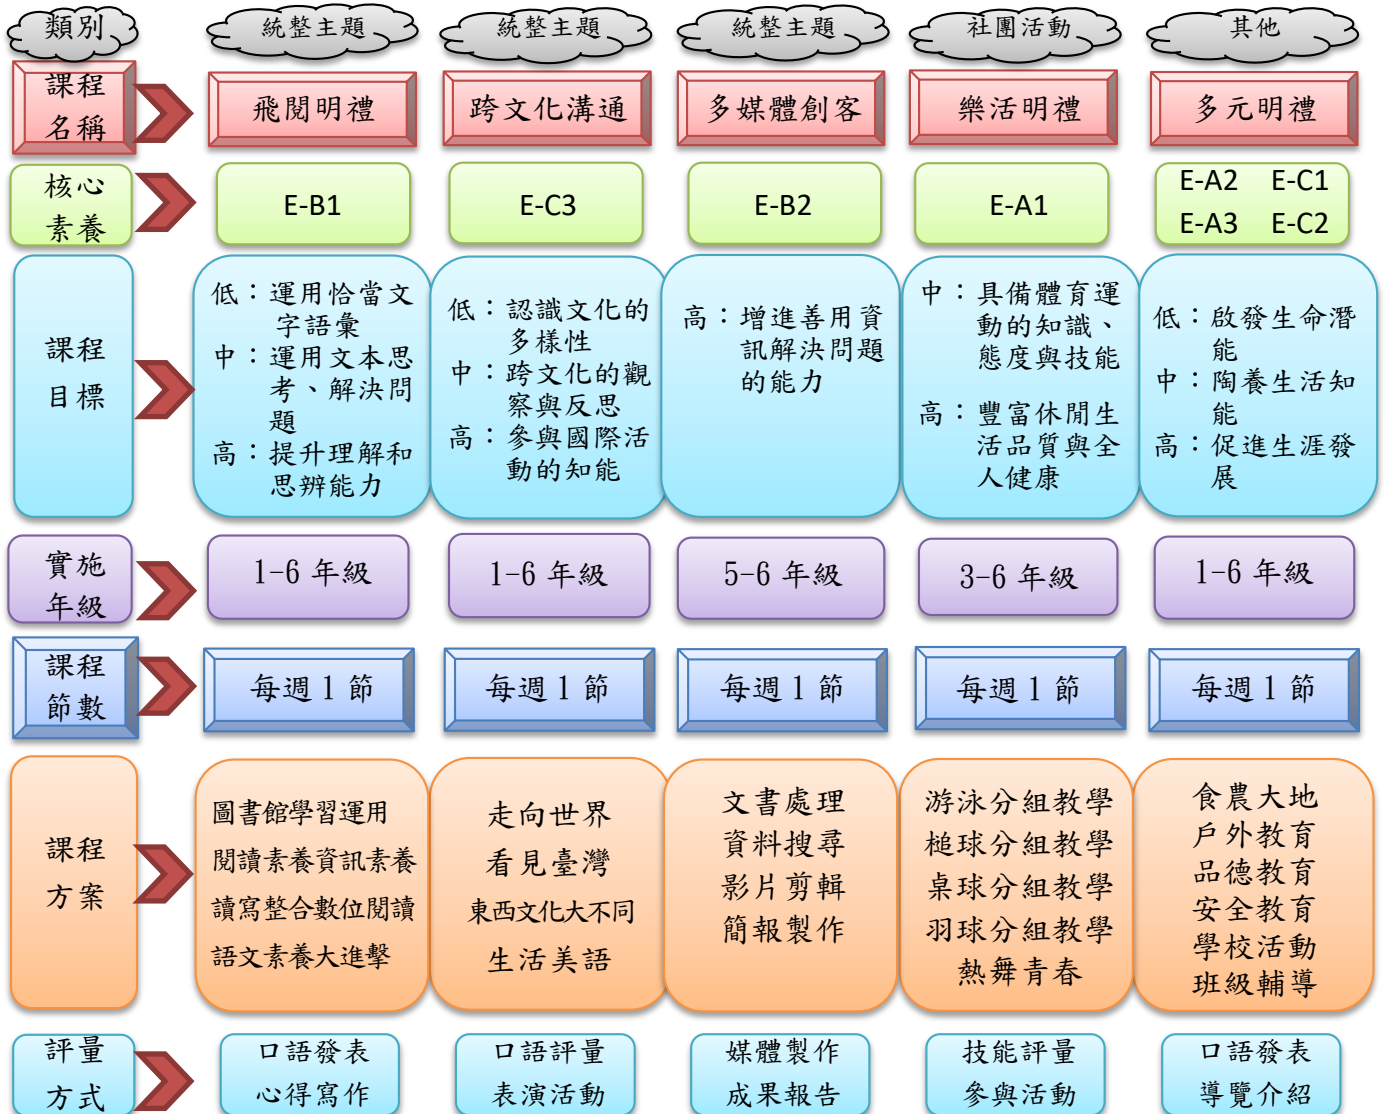 類別
統整主題
統整主題
統整主題
社團活動
其他
課程
名稱
飛閱明禮
跨文化溝通
多媒體創客
樂活明禮
多元明禮
核心
素養
E-B1
E-C3
E-B2
E-A1
E-A2 E-C1
E-A3 E-C2
課程
目標
低：運用恰當文
字語彙
中：運用文本思
考、解決問
題
高：提升理解和
思辨能力
低：認識文化的
多樣性
中：跨文化的觀
察與反思
高：參與國際活
動的知能
高：增進善用資
訊解決問題
的能力
中：具備體育運
動的知識、
態度與技能
高：豐富休閒生
活品質與全
人健康
低：啟發生命潛
能
中：陶養生活知
能
高：促進生涯發
展
實施
年級
1-6 年級
1-6 年級
5-6 年級
3-6 年級
1-6 年級
課程
節數
每週 1 節
每週 1 節
每週 1 節
每週 1 節
每週 1 節
課程
方案
圖書館學習運用
閱讀素養資訊素養
讀寫整合數位閱讀
語文素養大進擊
走向世界
看見臺灣
東西文化大不同
生活美語
文書處理
資料搜尋
影片剪輯
簡報製作
游泳分組教學
槌球分組教學
桌球分組教學
羽球分組教學
熱舞青春
食農大地
戶外教育
品德教育
安全教育
學校活動
班級輔導
評量
方式
口語發表
心得寫作
口語評量
表演活動
媒體製作
成果報告
技能評量
參與活動
口語發表
導覽介紹